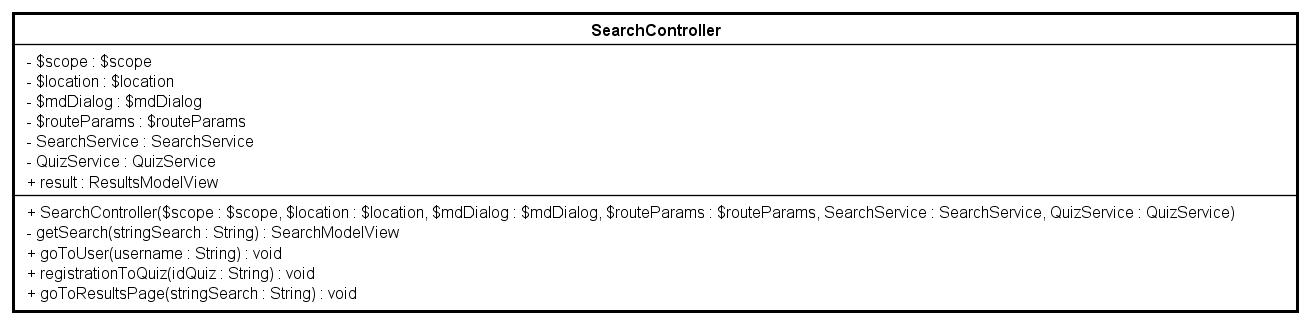 SearchController
- $scope : $scope
- $location : $location
- $mdDialog : $mdDialog
- $routeParams : $routeParams
- SearchService : SearchService
- QuizService : QuizService
+ result : ResultsModelView
+ SearchController($scope : $scope, $location : $location, $mdDialog : $mdDialog, $routeParams : $routeParams, SearchService : SearchService, QuizService : QuizService)
- getSearch(stringSearch : String) : SearchModelView
+ goToUser(username : String) : void
+ registrationToQuiz(idQuiz : String) : void
+ goToResultsPage(stringSearch : String) : void